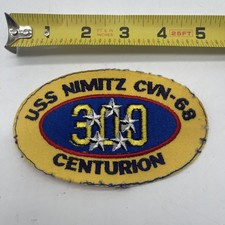 1 2 3 4 5
USS NIMITZ CVN-68
300
CENTURION